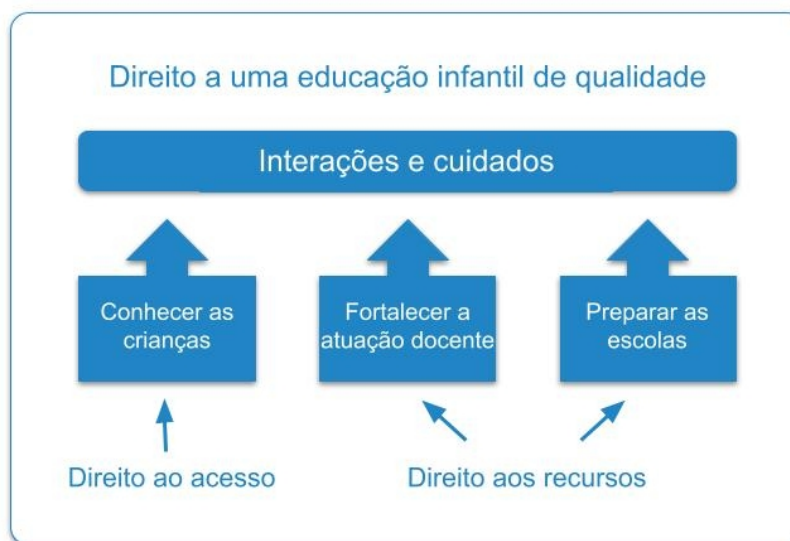 Direito a uma educação infantil de qualidade
Interações e cuidados
Conhecer as
crianças
Fortalecer a
atuação docente
Preparar as
escolas
Direito ao acesso
Direito aos recursos